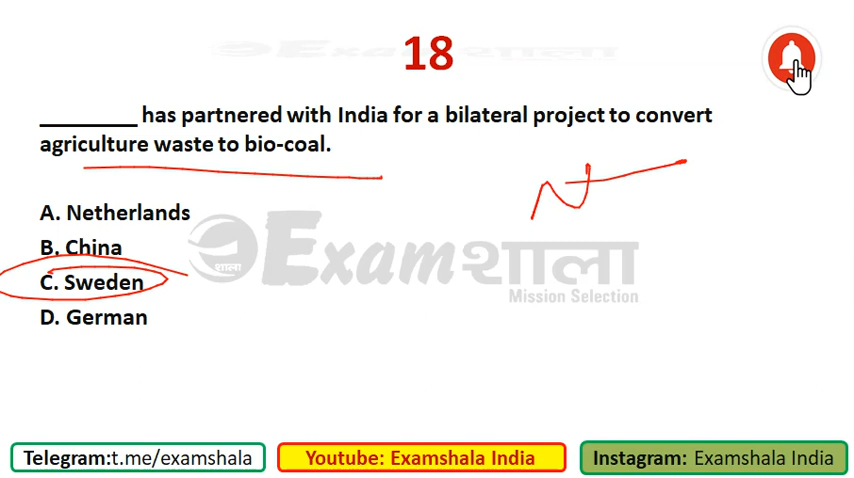 18
________ has partnered with India for a bilateral project to convert
agriculture waste to bio-coal.
A. Netherlands
B. China
C. Sweden
D. German
शाला Examशाला
Mission Selection
Telegram:t.me/examshala
Youtube: Examshala India
Instagram: Examshala India